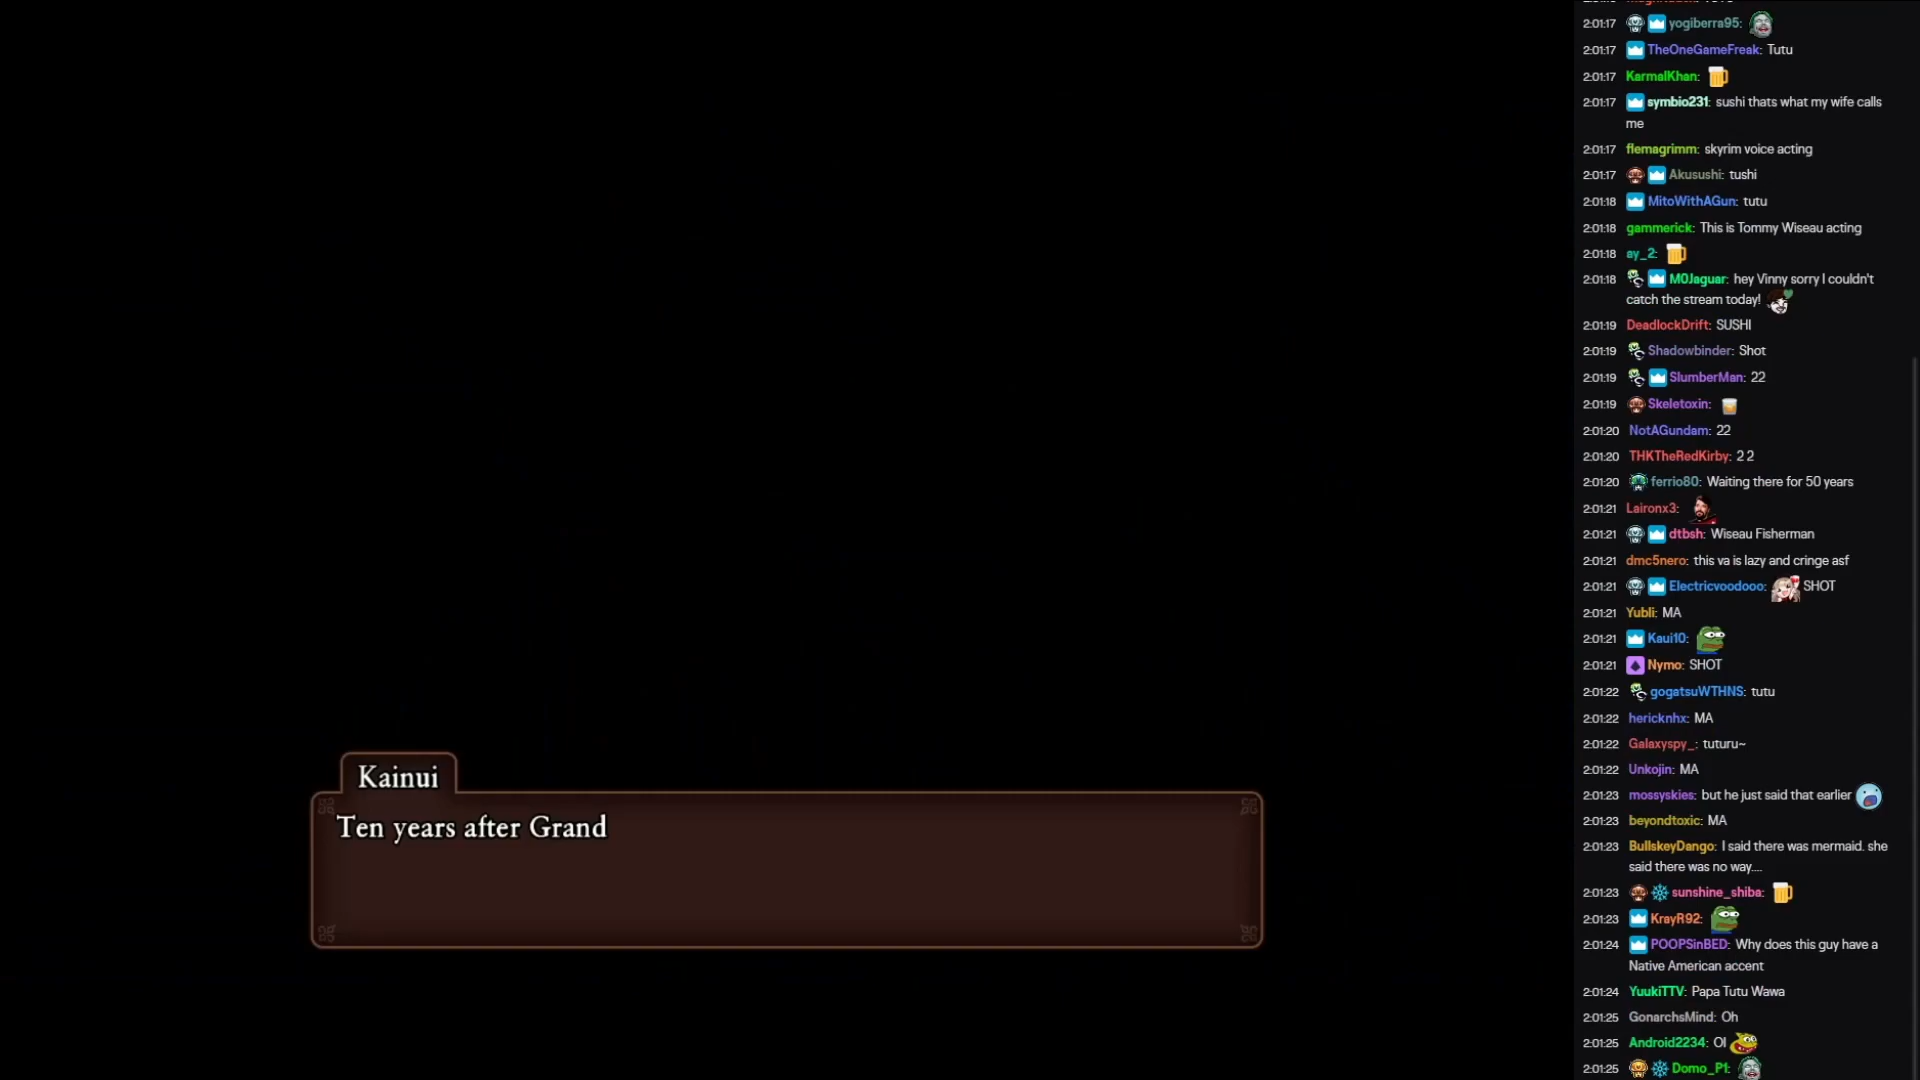 Kainui
Ten years after Grand
2:01:17 yogiberra95:
2:01:17 TheOneGameFreak: Tutu
2:01:17 KarmalKhan:
2:01:17 symbio231: sushi thats what my wife calls
me
2:01:17 flemagrimm: skyrim voice acting
2:01:17 Akusushi: tushi
2:01:18 MitoWithAGun: tutu
2:01:18 gammerick: This is Tommy Wiseau acting
2:01:18 ay_2:
2:01:18 M0Jaguar: hey Vinny sorry I couldn't
catch the stream today!
2:01:19 DeadlockDrift: SUSHI
2:01:19 Shadowbinder: Shot
2:01:19 SlumberMan: 22
2:01:19 Skeletoxin:
2:01:20 NotAGundam: 22
2:01:20 THKTheRedKirby: 2 2
2:01:20 ferrio80: Waiting there for 50 years
2:01:21 Laironx3:
2:01:21 dtbsh: Wiseau Fisherman
2:01:21 dmc5nero: this va is lazy and cringe asf
2:01:21 Electricvoodooo: SHOT
2:01:21 Yubli: MA
2:01:21 Kaui10:
2:01:21 Nymo: SHOT
2:01:22 gogatsuWTHNS: tutu
2:01:22 hericknhx: MA
2:01:22 Galaxyspy_: tuturu~
2:01:22 Unkojin: MA
2:01:23 mossyskies: but he just said that earlier
2:01:23 beyondtoxic: MA
2:01:23 BullskeyDango: I said there was mermaid. she
said there was no way....
2:01:23 sunshine_shiba:
2:01:23 KrayR92:
2:01:24 POOPSinBED: Why does this guy have a
Native American accent
2:01:24 YuukiTTV: Papa Tutu Wawa
2:01:25 GonarchsMind: Oh
2:01:25 Android2234: OI
2:01:25 Domo_P1: